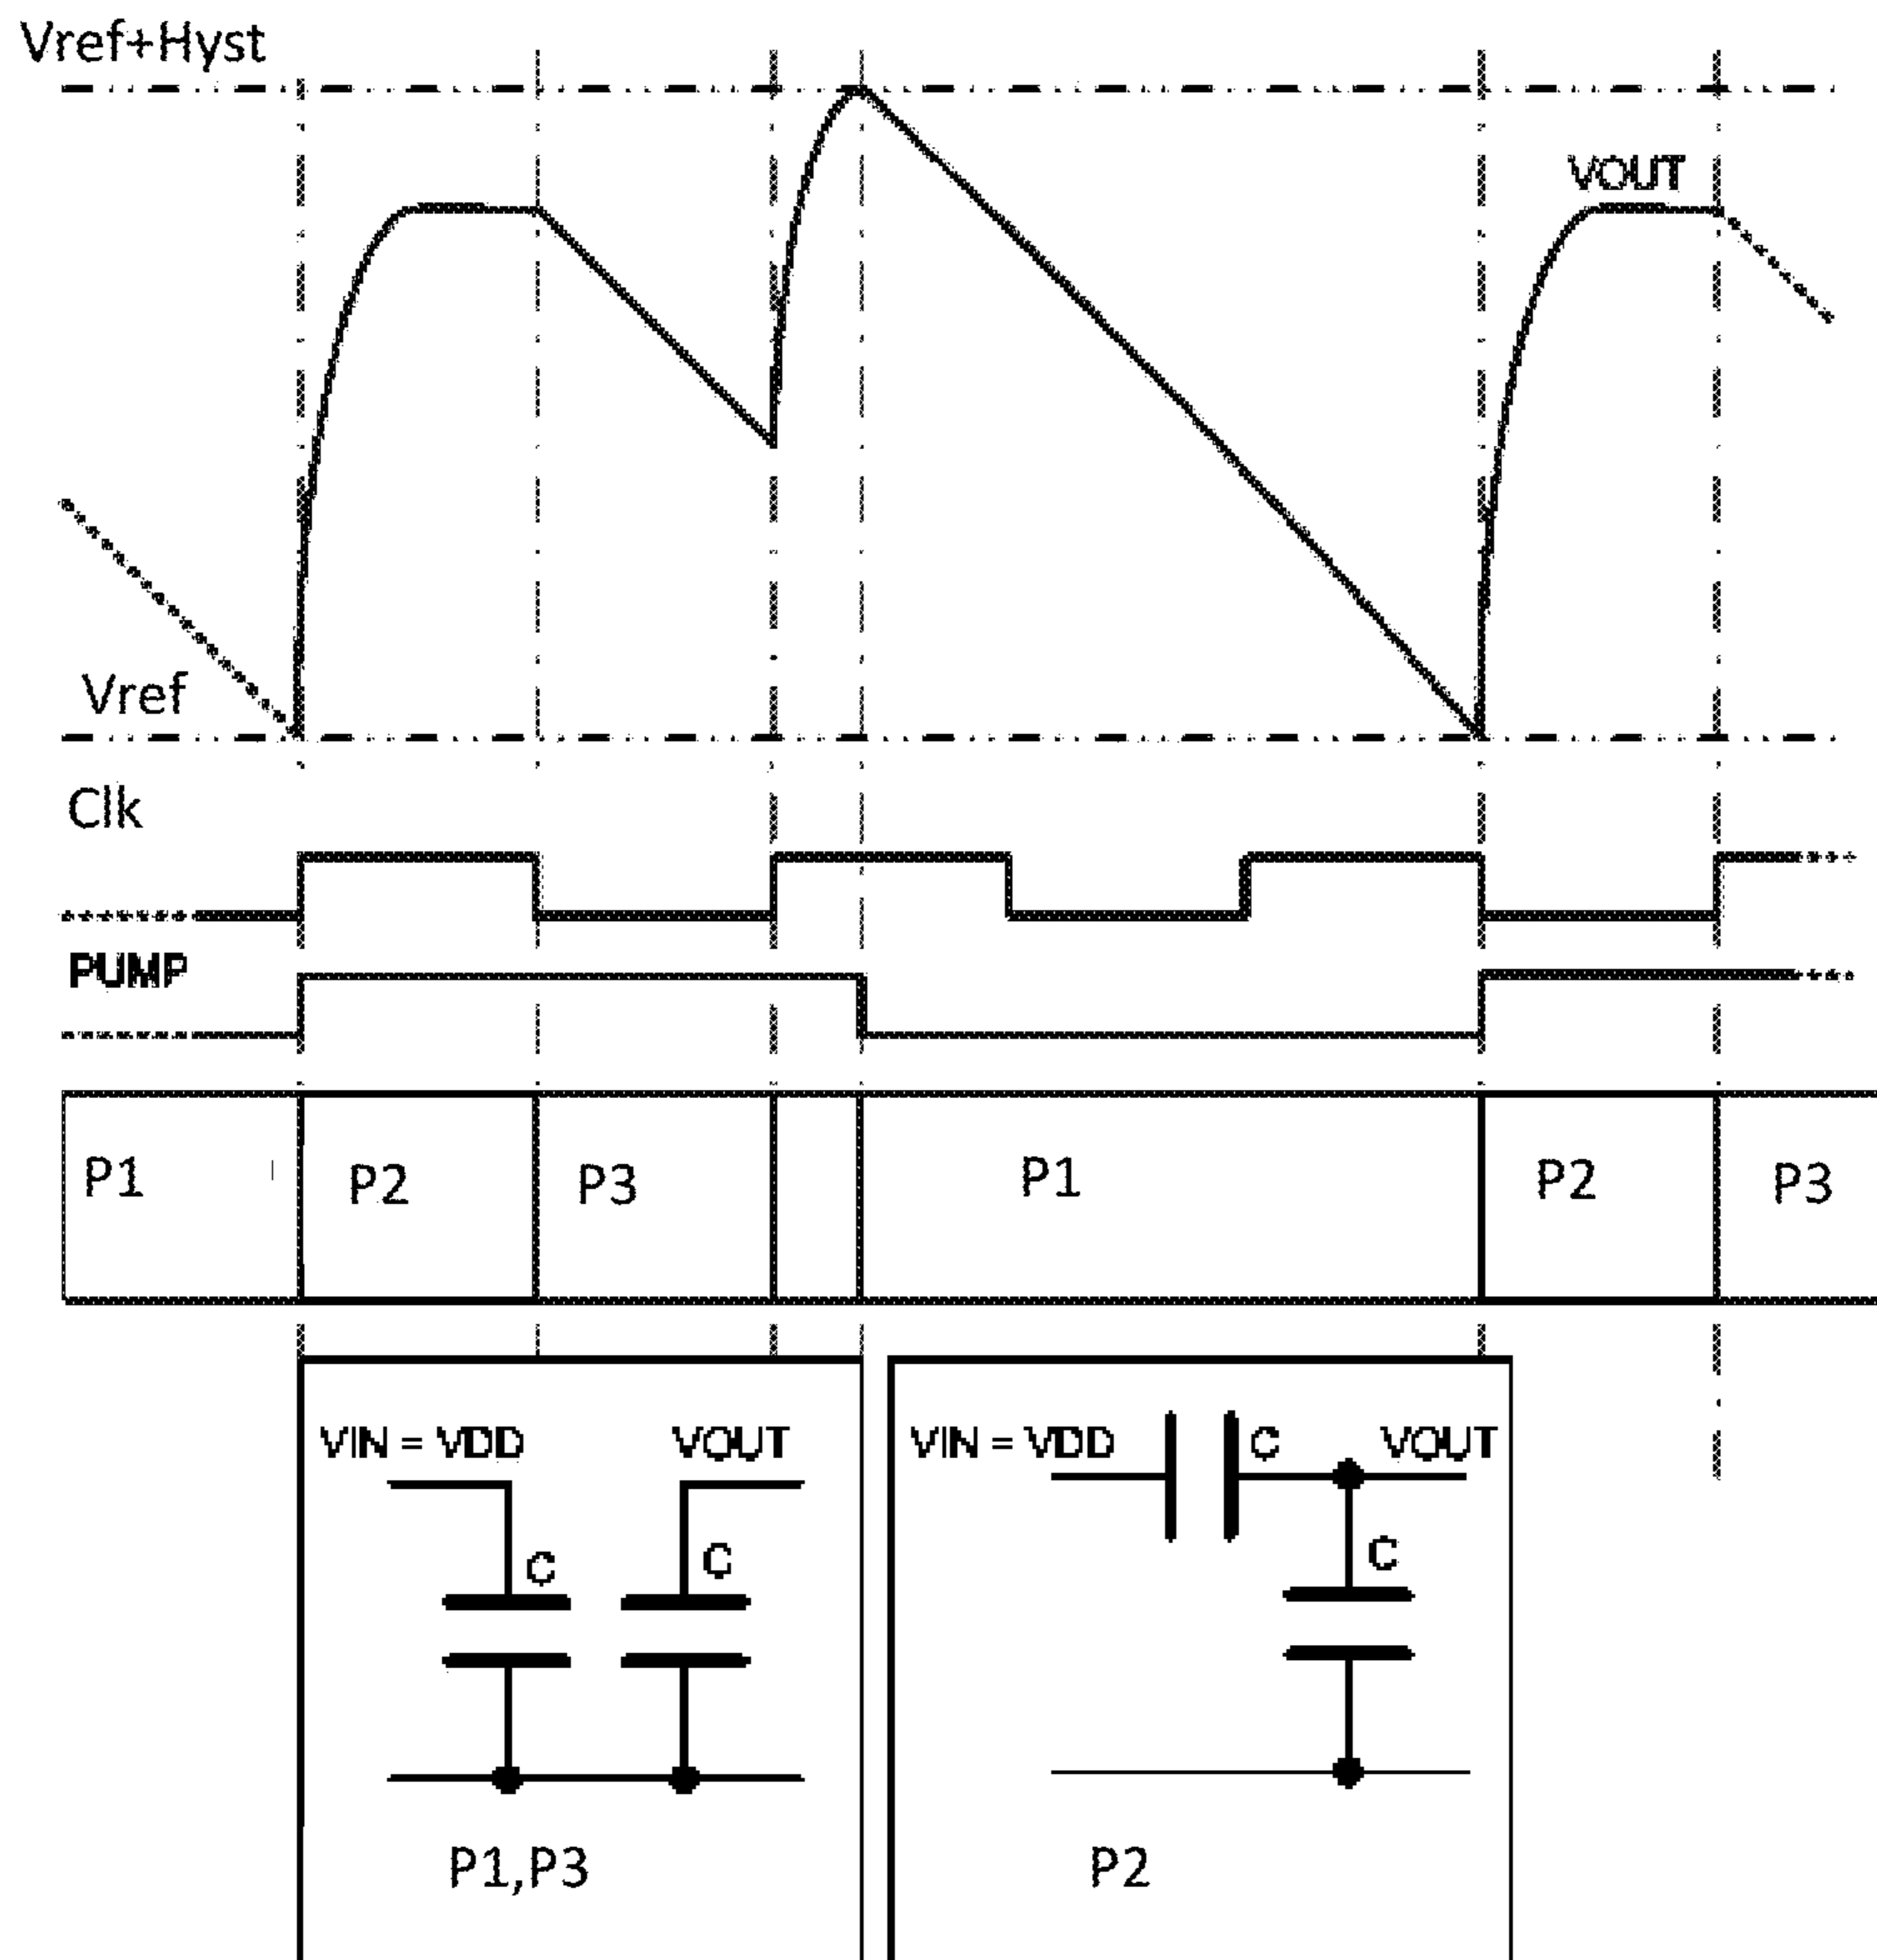 Vref+Hyst
VOUT
Vref
Clk
PUMP
P1 P2 P3 P1 P2 P3
VIN = VDD VOUT
C C
P1,P3
VIN = VDD C VOUT
C
P2